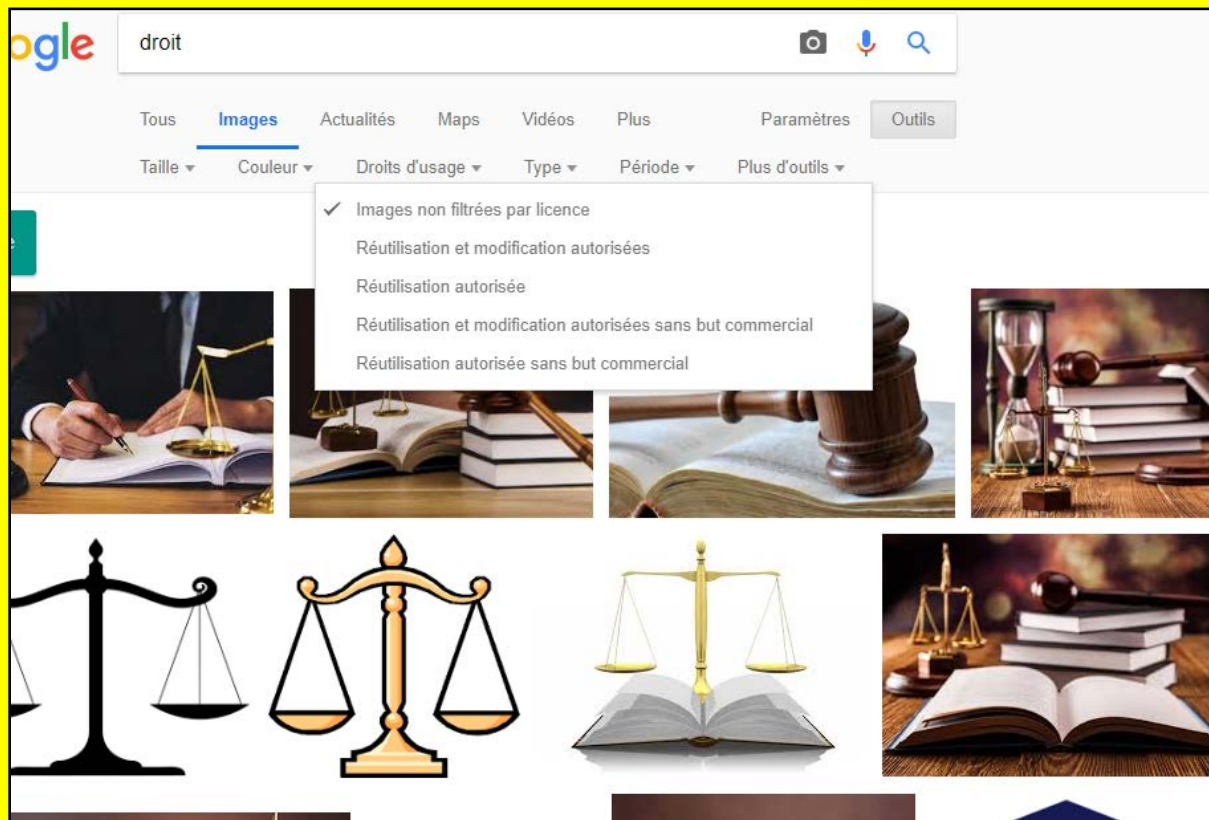 ogle
droit
Tous Images Actualités Maps Vidéos Plus Paramètres Outils
Taille Couleur Droits d'usage Type Période Plus d'outils
Images non filtrées par licence
Réutilisation et modification autorisées
Réutilisation autorisée
Réutilisation et modification autorisées sans but commercial
Réutilisation autorisée sans but commercial